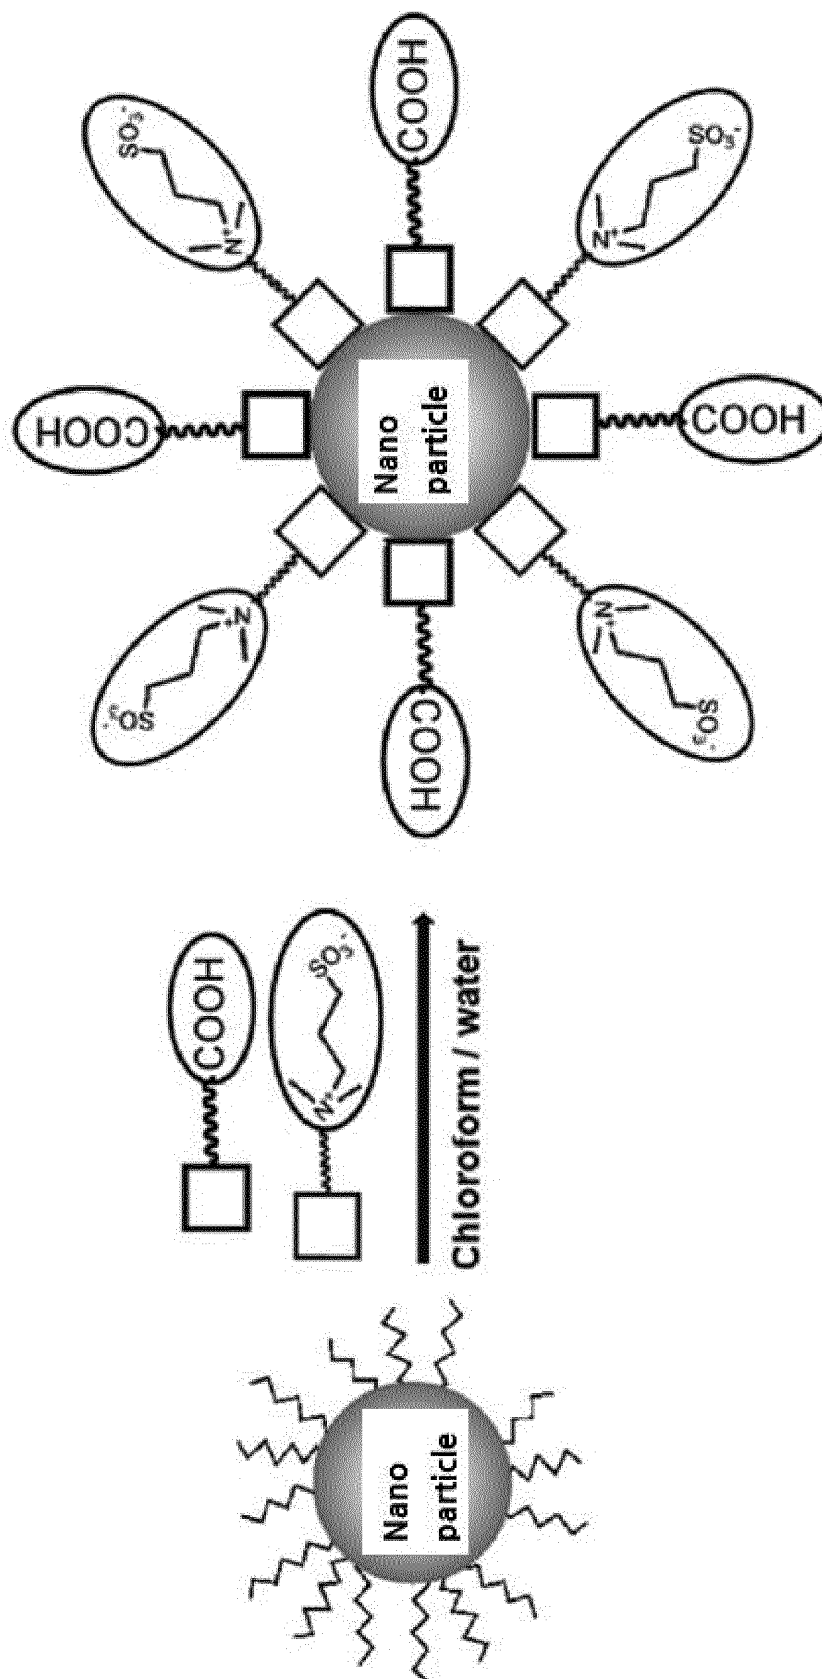 Nano
particle
COOH
N+
SO3-
Chloroform / water
COOH
SO3-
N+
SO3-
N+
COOH
Nano
particle
COOH
N+
SO3-
N+
SO3-
COOH